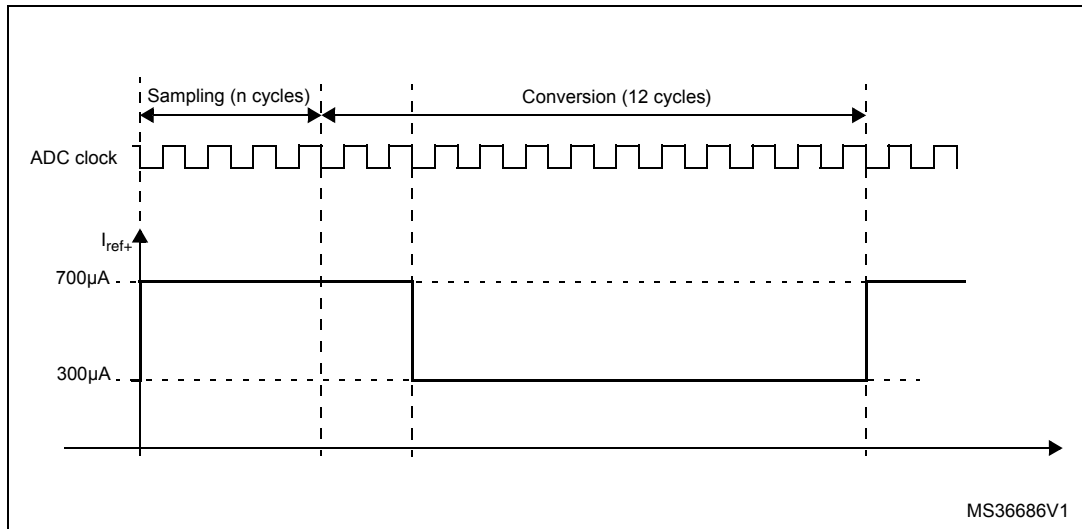 Sampling (n cycles)
Conversion (12 cycles)
ADC clock
Iref+
700µA
300µA
MS36686V1